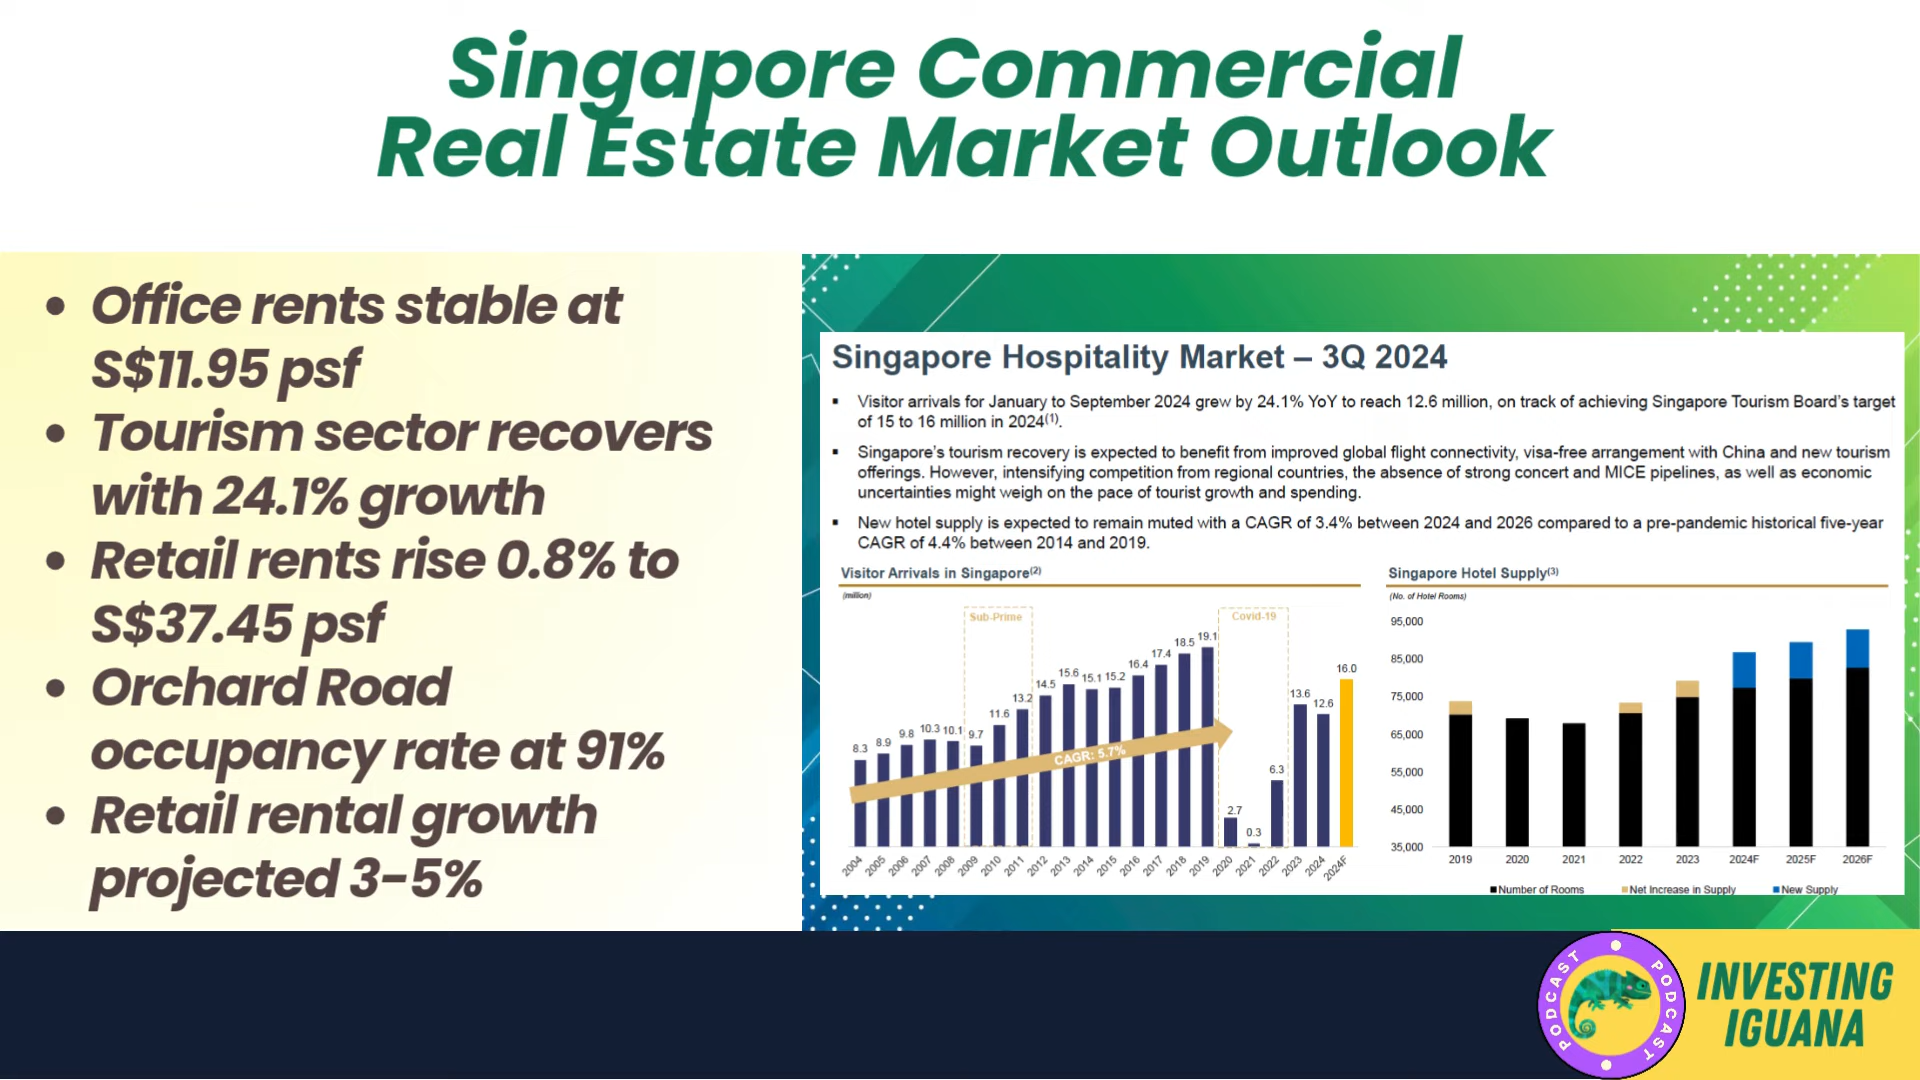 Singapore Commercial
Real Estate Market Outlook
• Office rents stable at
S$11.95 psf
• Tourism sector recovers
with 24.1% growth
• Retail rents rise 0.8% to
S$37.45 psf
• Orchard Road
occupancy rate at 91%
• Retail rental growth
projected 3-5%
Singapore Hospitality Market – 3Q 2024
▪ Visitor arrivals for January to September 2024 grew by 24.1% YoY to reach 12.6 million, on track of achieving Singapore Tourism Board's target
of 15 to 16 million in 2024(1).
▪ Singapore's tourism recovery is expected to benefit from improved global flight connectivity, visa-free arrangement with China and new tourism
offerings. However, intensifying competition from regional countries, the absence of strong concert and MICE pipelines, as well as economic
uncertainties might weigh on the pace of tourist growth and spending.
▪ New hotel supply is expected to remain muted with a CAGR of 3.4% between 2024 and 2026 compared to a pre-pandemic historical five-year
CAGR of 4.4% between 2014 and 2019.
Visitor Arrivals in Singapore(2)
(million)
Sub-Prime
Covid-19
8.3 8.9 9.8 10.3 10.1 9.7 11.6 13.2 14.5 15.6 15.1 15.2 16.4 17.4 18.5 19.1 2.7 0.3 6.3 13.6 12.6 16.0
CAGR: 5.7%
2004 2005 2006 2007 2008 2009 2010 2011 2012 2013 2014 2015 2016 2017 2018 2019 2020 2021 2022 2023 2024 2024F
Singapore Hotel Supply(3)
(No. of Hotel Rooms)
95,000
85,000
75,000
65,000
55,000
45,000
35,000
2019 2020 2021 2022 2023 2024F 2025F 2026F
Number of Rooms Net Increase in Supply New Supply
PODCAST PODCAST
INVESTING
IGUANA